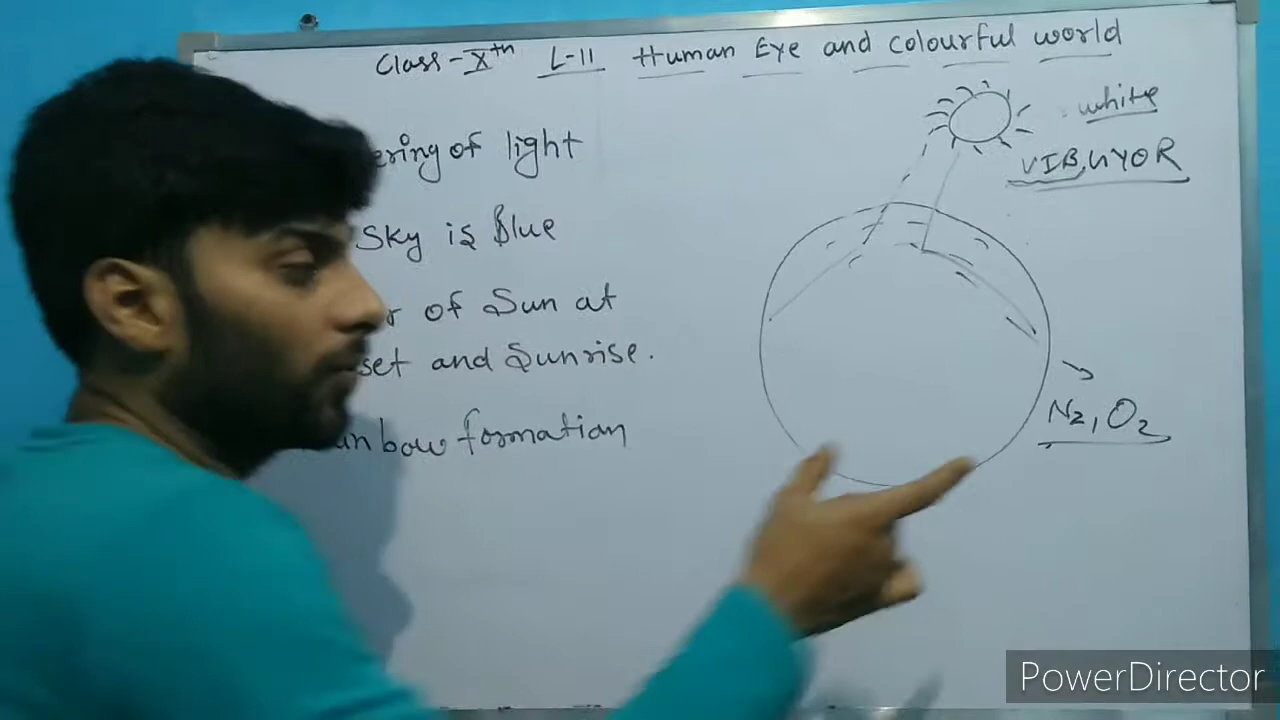 Class-Xth L-11 Human Eye and colourful world
white
VIBGYOR
ering of light
Sky is Blue
r of Sun at
set and Sunrise.
nbow formation
N2, O2
PowerDirector